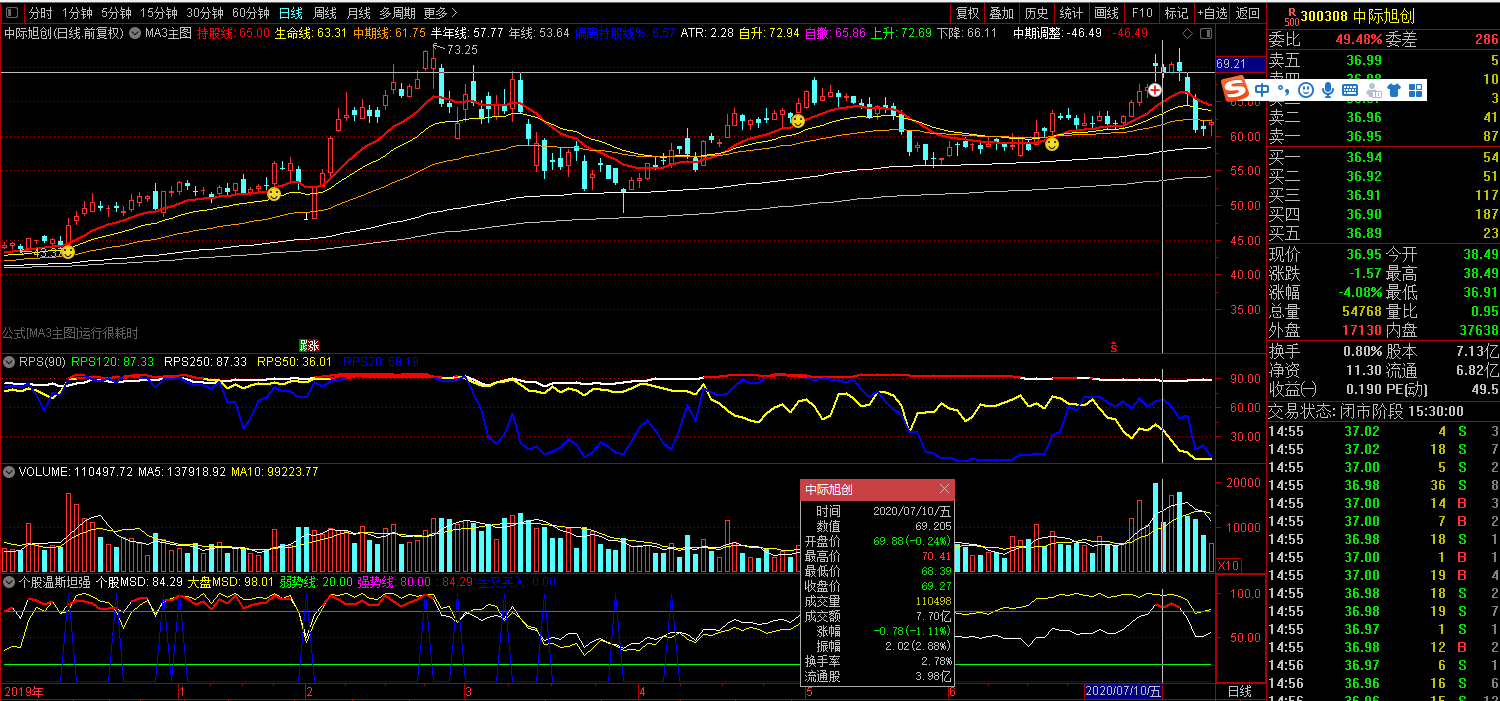 分时 1分钟 5分钟 15分钟 30分钟 60分钟 日线 周线 月线 多周期 更多> 复权 叠加 历史 统计 画线 F10 标记 +自选 返回
中际旭创(日线.前复权) MA3主图 持股线: 65.00 生命线: 63.31 中期线: 61.75 半年线: 57.77 年线: 53.64 ATR: 2.28 自升: 72.94 自撤: 65.86 上升: 72.69 下降: 66.11 中期调整: -46.49 : -46.49
73.25
43.37
69.21
65.00
60.00
55.00
50.00
45.00
40.00
35.00
公式[MA3主图]运行很耗时
涨
S
RPS(90) RPS120: 87.33 RPS250: 87.33 RPS50: 36.01 RPS20: 68.19
90.00
60.00
30.00
VOLUME: 110497.72 MA5: 137918.92 MA10: 99223.77
20000
10000
X10
个股温斯坦强 个股MSD: 84.29 大盘MSD: 98.01 弱势线: 20.00 强势线: 80.00 : 84.29 0.00
100.0
50.00
2019年 1 2 3 4 5 6 2020/07/10/五 日线
中际旭创
时间 2020/07/10/五
数值 69.205
开盘价 69.88(-0.24%)
最高价 70.41
最低价 68.39
收盘价 69.27
成交量 110498
成交额 7.70亿
涨幅 -0.78(-1.11%)
振幅 2.02(2.88%)
换手率 2.78%
流通股 3.98亿
R
500
300308 中际旭创
委比 49.48% 委差 286
卖五 36.99 5
10
中
3
卖二 36.96 41
卖一 36.95 87
买一 36.94 54
买二 36.92 51
买三 36.91 117
买四 36.90 187
买五 36.89 23
现价 36.95 今开 38.49
涨跌 -1.57 最高 38.49
涨幅 -4.08% 最低 36.91
总量 54768 量比 0.95
外盘 17130 内盘 37638
换手 0.80% 股本 7.13亿
净资 11.30 流通 6.82亿
收益(一) 0.190 PE(动) 49.5
交易状态: 闭市阶段 15:30:00
14:55 37.02 4 S 3
14:55 37.02 18 S 7
14:55 37.00 5 S 2
14:55 36.98 36 S 8
14:55 37.00 14 B 3
14:55 37.00 7 B 2
14:55 37.00 2 B 2
14:55 36.98 18 S 1
14:55 37.00 1 B 1
14:55 37.00 19 B 4
14:55 36.98 18 S 2
14:55 36.98 19 S 7
14:55 36.97 1 S 1
14:55 36.98 12 B 2
14:56 36.97 6 S 1
14:56 36.96 16 S 6